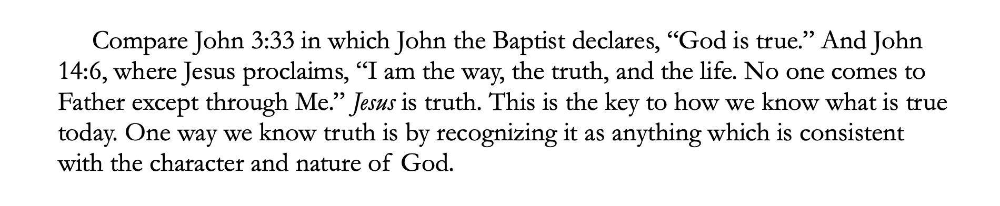 Compare John 3:33 in which John the Baptist declares, “God is true.” And John
14:6, where Jesus proclaims, “I am the way, the truth, and the life. No one comes to
Father except through Me.” Jesus is truth. This is the key to how we know what is true
today. One way we know truth is by recognizing it as anything which is consistent
with the character and nature of God.